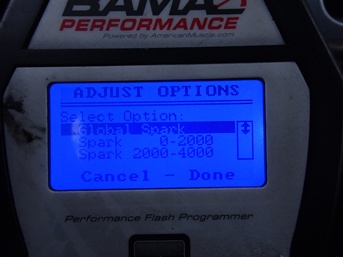 BAMA
PERFORMANCE
Powered by AmericanMuscle.com
ADJUST OPTIONS
Select Option:
Global Spark
Spark 0-2000
Spark 2000-4000
Cancel - Done
Performance Flash Programmer